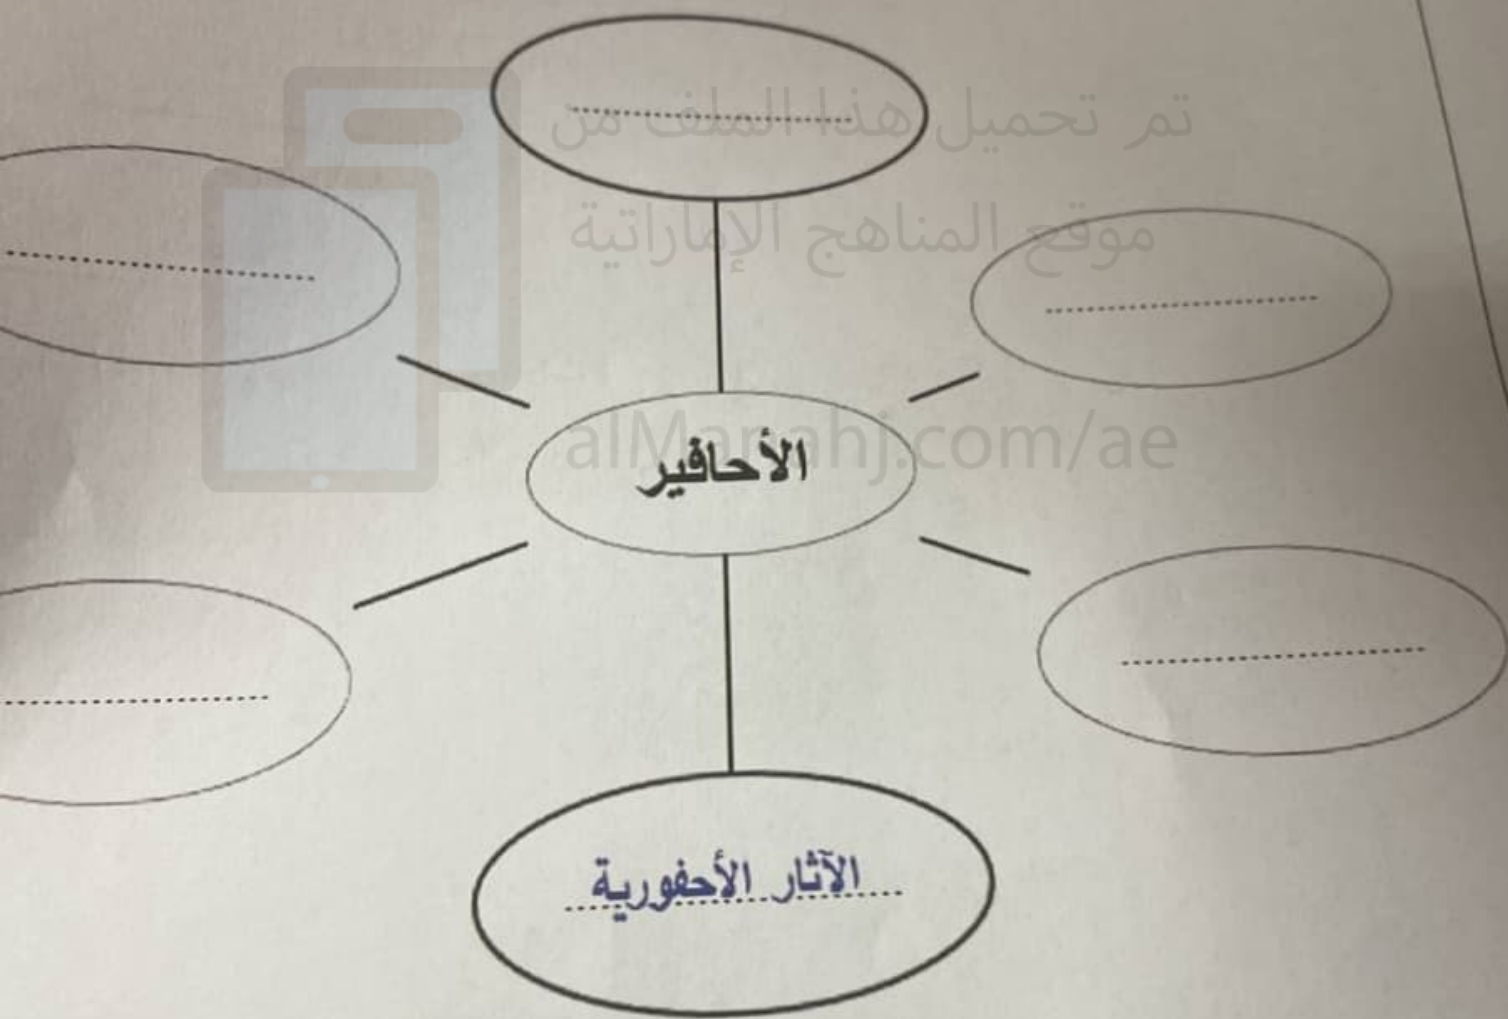 تم تحميل هذا الملف من
موقع المناهج الإماراتية
alManahj.com/ae
الأحافير
الآثار الأحفورية